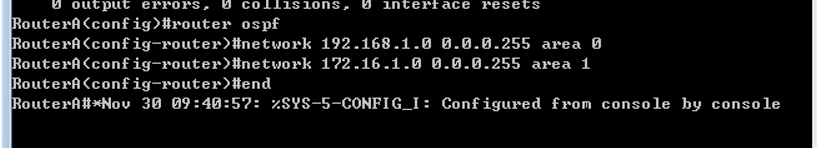 0 output errors, 0 collisions, 0 interface resets
RouterA(config)#router ospf
RouterA(config-router)#network 192.168.1.0 0.0.0.255 area 0
RouterA(config-router)#network 172.16.1.0 0.0.0.255 area 1
RouterA(config-router)#end
RouterA#*Nov 30 09:40:57: %SYS-5-CONFIG_I: Configured from console by console